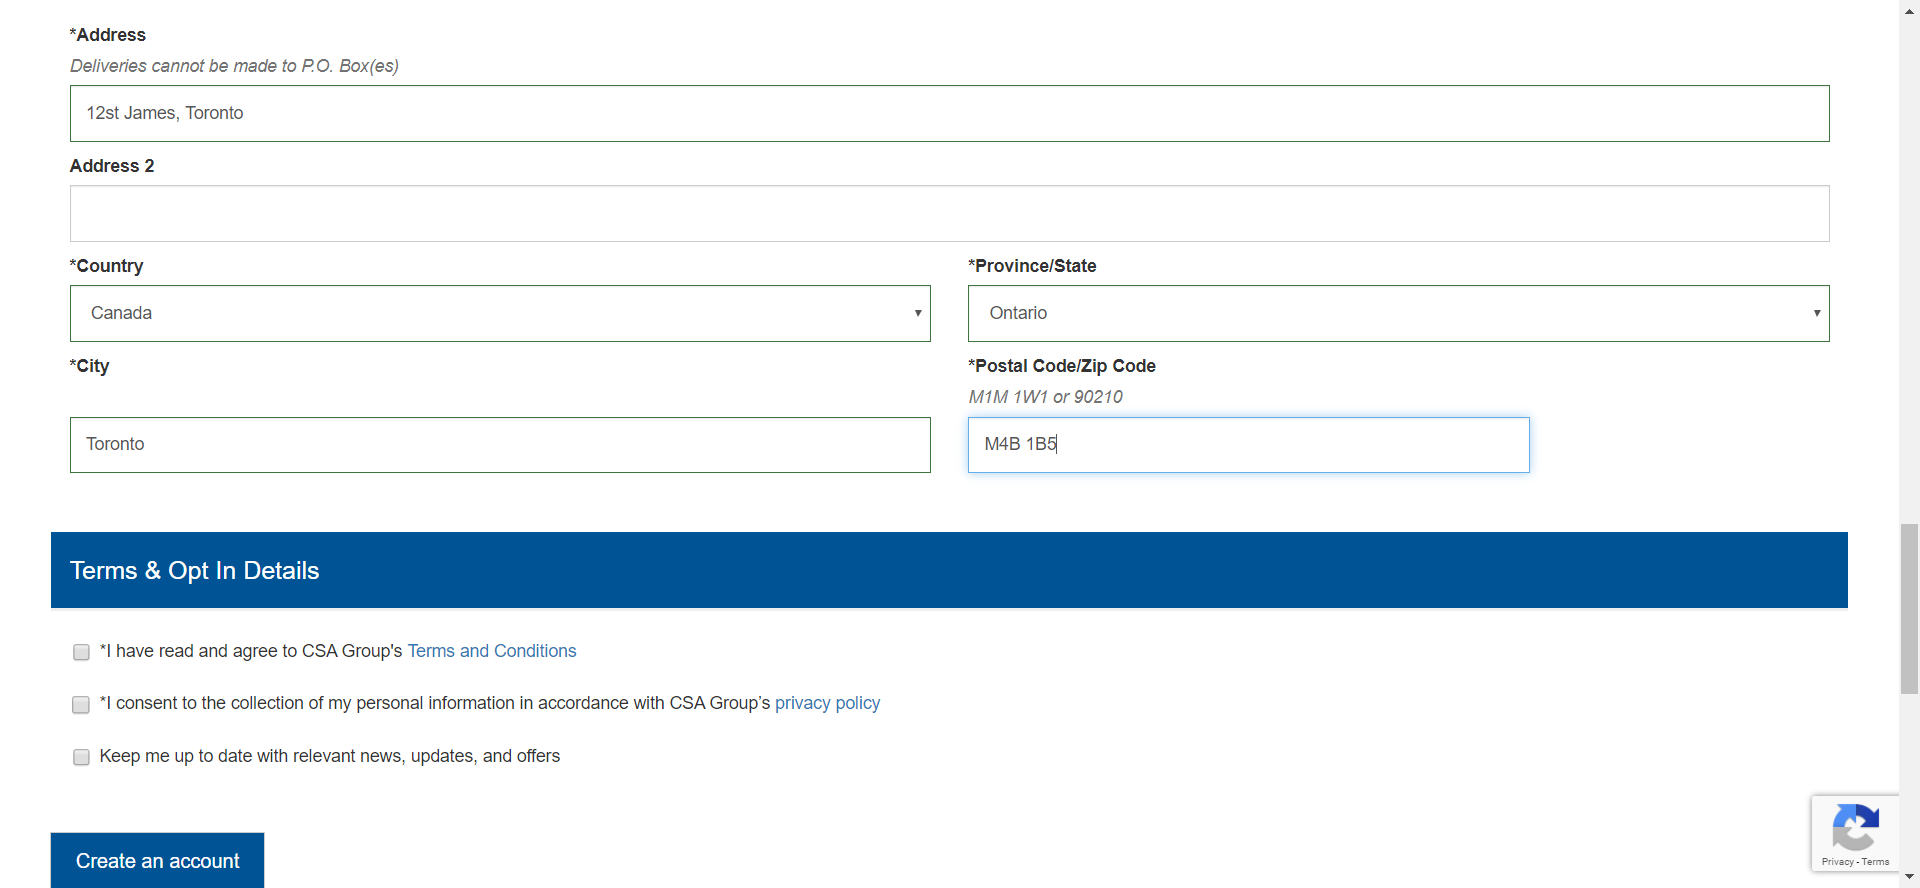 *Address
Deliveries cannot be made to P.O. Box(es)
12st James, Toronto
Address 2
*Country
*Province/State
Canada
Ontario
*City
*Postal Code/Zip Code
M1M 1W1 or 90210
Toronto
M4B 1B5
Terms & Opt In Details
*I have read and agree to CSA Group's Terms and Conditions
*I consent to the collection of my personal information in accordance with CSA Group’s privacy policy
Keep me up to date with relevant news, updates, and offers
Create an account
Privacy - Terms